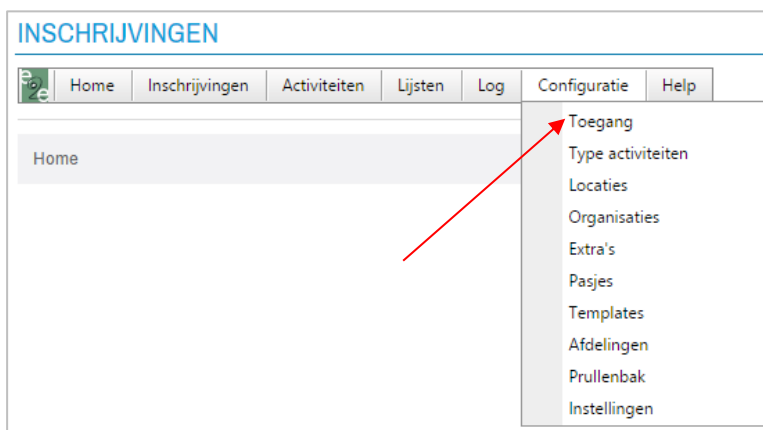 INSCHRIJVINGEN
e2e Home Inschrijvingen Activiteiten Lijsten Log Configuratie Help
Toegang
Type activiteiten
Home
Locaties
Organisaties
Extra's
Pasjes
Templates
Afdelingen
Prullenbak
Instellingen